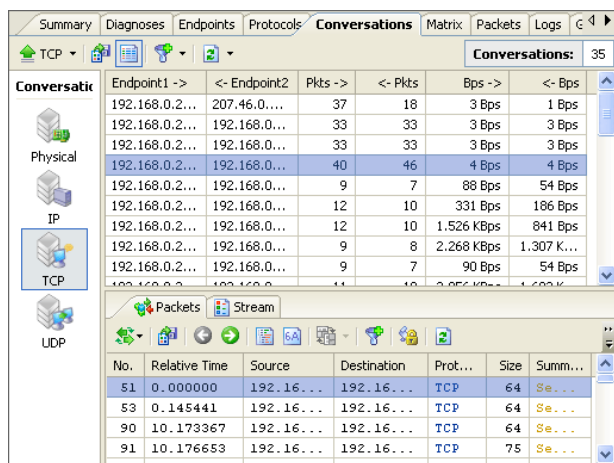 Summary Diagnoses Endpoints Protocols Conversations Matrix Packets Logs G
TCP Conversations: 35
Conversatic
Physical
IP
TCP
UDP
Endpoint1 -> <- Endpoint2 Pkts -> <- Pkts Bps -> <- Bps
192.168.0.2... 207.46.0.... 37 18 3 Bps 1 Bps
192.168.0.2... 192.168.0... 33 33 3 Bps 3 Bps
192.168.0.2... 192.168.0... 33 33 3 Bps 3 Bps
192.168.0.2... 192.168.0... 40 46 4 Bps 4 Bps
192.168.0.2... 192.168.0... 9 7 88 Bps 54 Bps
192.168.0.2... 192.168.0... 12 10 331 Bps 186 Bps
192.168.0.2... 192.168.0... 12 10 1.526 KBps 841 Bps
192.168.0.2... 192.168.0... 9 8 2.268 KBps 1.307 K...
192.168.0.2... 192.168.0... 9 7 90 Bps 54 Bps
Packets Stream
No. Relative Time Source Destination Prot... Size Summ...
51 0.000000 192.16... 192.16... TCP 64 Se...
53 0.145441 192.16... 192.16... TCP 64 Se...
90 10.173367 192.16... 192.16... TCP 64 Se...
91 10.176653 192.16... 192.16... TCP 75 Se...